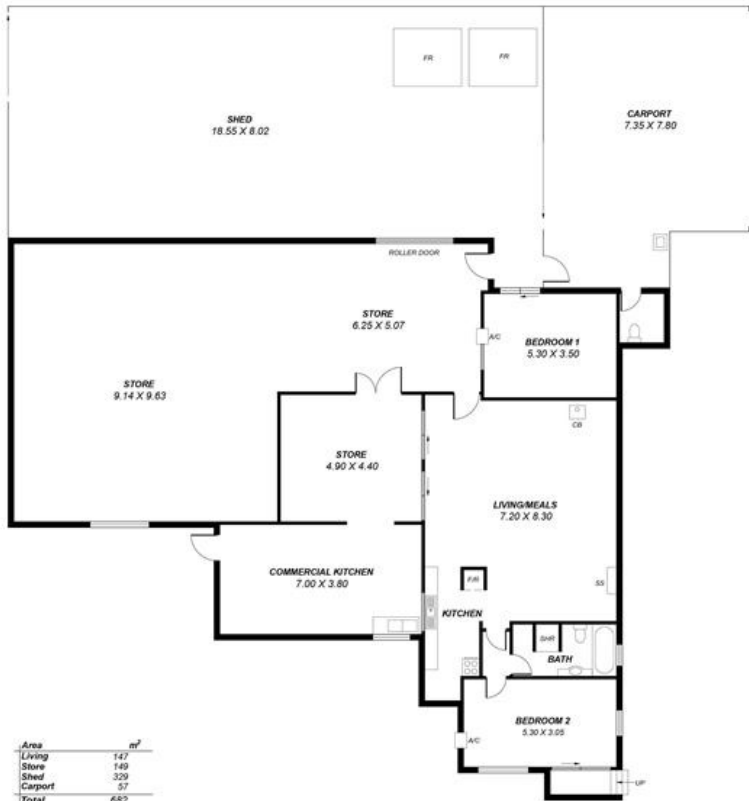 FR
FR
SHED
18.55 X 8.02
CARPORT
7.35 X 7.80
ROLLER DOOR
STORE
6.25 X 5.07
A/C
BEDROOM 1
5.30 X 3.50
STORE
9.14 X 9.63
CB
STORE
4.90 X 4.40
LIVING/MEALS
7.20 X 8.30
COMMERCIAL KITCHEN
7.00 X 3.80
F/R
SS
KITCHEN
SHR
BATH
BEDROOM 2
5.30 X 3.05
A/C
UP
Area m²
Living 147
Store 149
Shed 329
Carport 57
Total 682